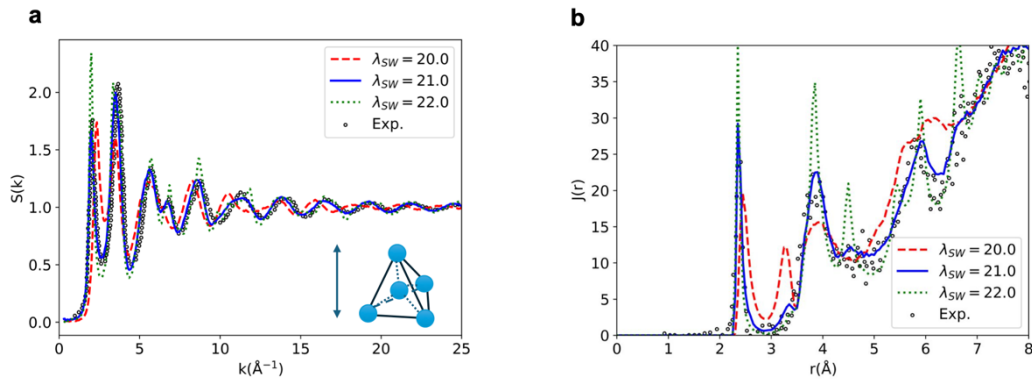 a
S(k)
2.0
1.5
1.0
0.5
0.0
0
5
10
15
20
25
k(Å⁻¹)
λSW = 20.0
λSW = 21.0
λSW = 22.0
Exp.
b
J(r)
40
35
30
25
20
15
10
5
0
0
1
2
3
4
5
6
7
8
r(Å)
λSW = 20.0
λSW = 21.0
λSW = 22.0
Exp.